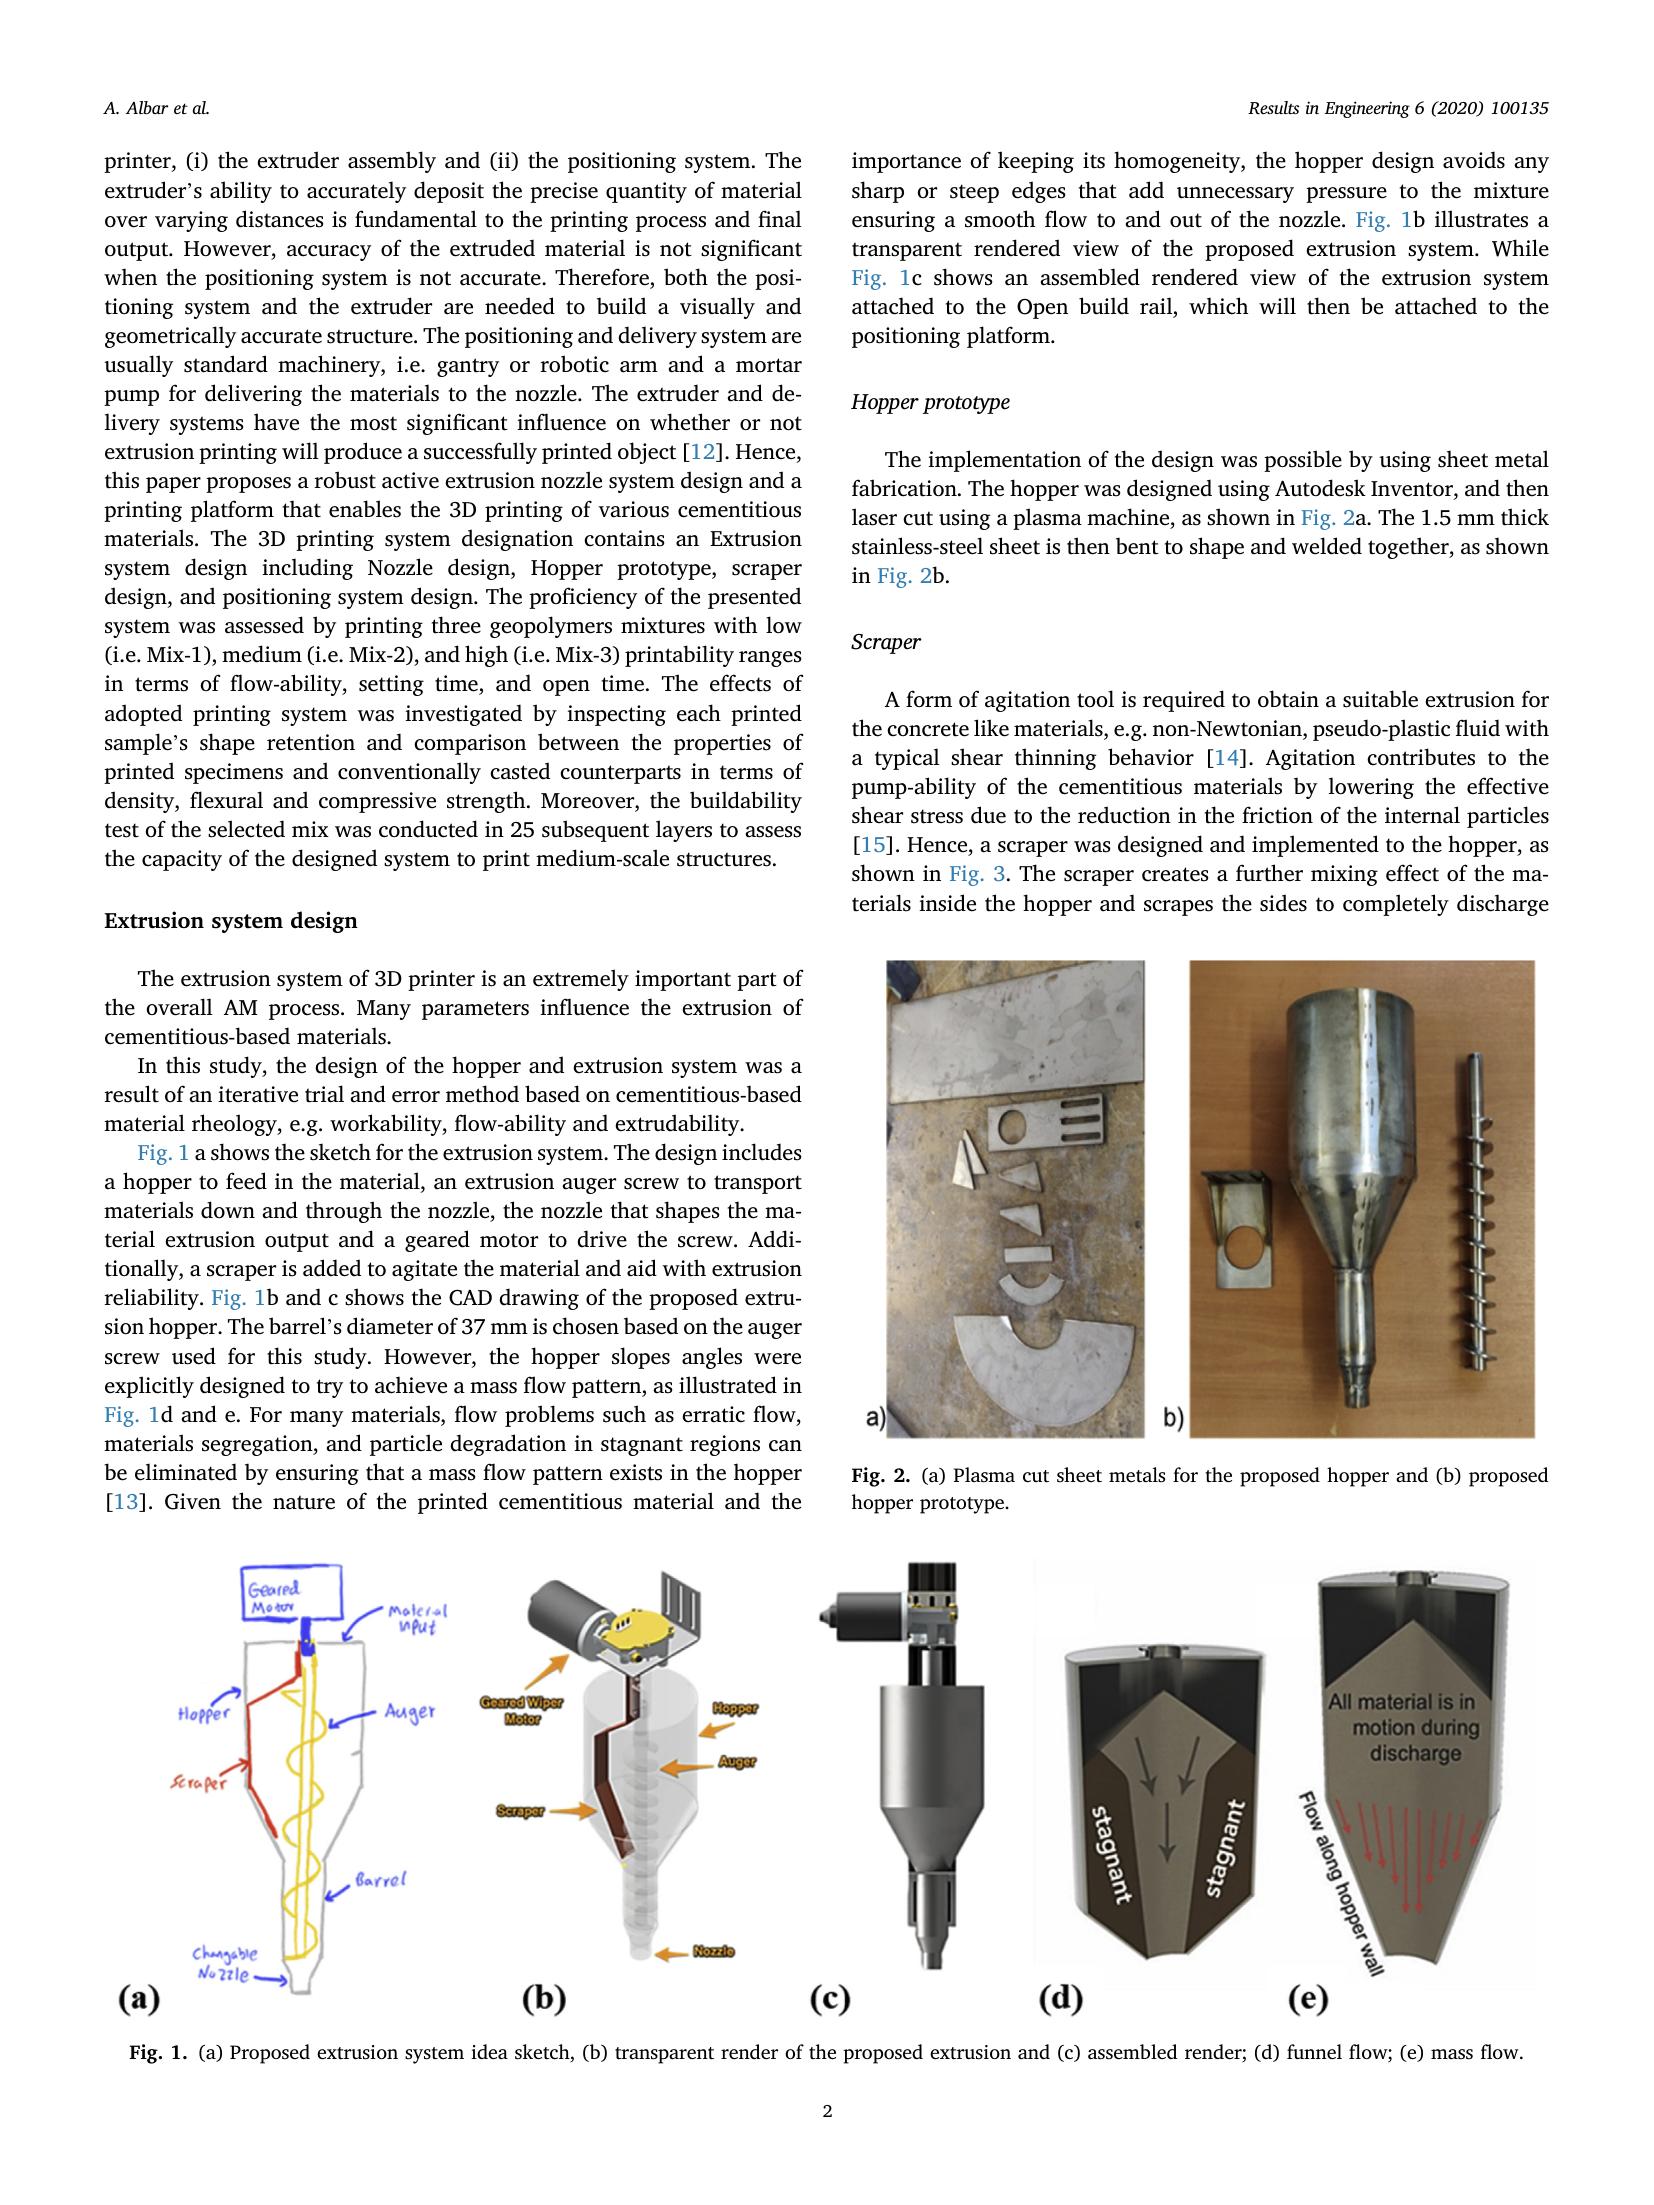 A. Albar et al.
Results in Engineering 6 (2020) 100135
printer, (i) the extruder assembly and (ii) the positioning system. The
extruder's ability to accurately deposit the precise quantity of material
over varying distances is fundamental to the printing process and final
output. However, accuracy of the extruded material is not significant
when the positioning system is not accurate. Therefore, both the posi-
tioning system and the extruder are needed to build a visually and
geometrically accurate structure. The positioning and delivery system are
usually standard machinery, i.e. gantry or robotic arm and a mortar
pump for delivering the materials to the nozzle. The extruder and de-
livery systems have the most significant influence on whether or not
extrusion printing will produce a successfully printed object [12]. Hence,
this paper proposes a robust active extrusion nozzle system design and a
printing platform that enables the 3D printing of various cementitious
materials. The 3D printing system designation contains an Extrusion
system design including Nozzle design, Hopper prototype, scraper
design, and positioning system design. The proficiency of the presented
system was assessed by printing three geopolymers mixtures with low
(i.e. Mix-1), medium (i.e. Mix-2), and high (i.e. Mix-3) printability ranges
in terms of flow-ability, setting time, and open time. The effects of
adopted printing system was investigated by inspecting each printed
sample's shape retention and comparison between the properties of
printed specimens and conventionally casted counterparts in terms of
density, flexural and compressive strength. Moreover, the buildability
test of the selected mix was conducted in 25 subsequent layers to assess
the capacity of the designed system to print medium-scale structures.
Extrusion system design
The extrusion system of 3D printer is an extremely important part of
the overall AM process. Many parameters influence the extrusion of
cementitious-based materials.
In this study, the design of the hopper and extrusion system was a
result of an iterative trial and error method based on cementitious-based
material rheology, e.g. workability, flow-ability and extrudability.
Fig. 1 a shows the sketch for the extrusion system. The design includes
a hopper to feed in the material, an extrusion auger screw to transport
materials down and through the nozzle, the nozzle that shapes the ma-
terial extrusion output and a geared motor to drive the screw. Addi-
tionally, a scraper is added to agitate the material and aid with extrusion
reliability. Fig. 1b and c shows the CAD drawing of the proposed extru-
sion hopper. The barrel's diameter of 37 mm is chosen based on the auger
screw used for this study. However, the hopper slopes angles were
explicitly designed to try to achieve a mass flow pattern, as illustrated in
Fig. 1d and e. For many materials, flow problems such as erratic flow,
materials segregation, and particle degradation in stagnant regions can
be eliminated by ensuring that a mass flow pattern exists in the hopper
[13]. Given the nature of the printed cementitious material and the
importance of keeping its homogeneity, the hopper design avoids any
sharp or steep edges that add unnecessary pressure to the mixture
ensuring a smooth flow to and out of the nozzle. Fig. 1b illustrates a
transparent rendered view of the proposed extrusion system. While
Fig. 1c shows an assembled rendered view of the extrusion system
attached to the Open build rail, which will then be attached to the
positioning platform.
Hopper prototype
The implementation of the design was possible by using sheet metal
fabrication. The hopper was designed using Autodesk Inventor, and then
laser cut using a plasma machine, as shown in Fig. 2a. The 1.5 mm thick
stainless-steel sheet is then bent to shape and welded together, as shown
in Fig. 2b.
Scraper
A form of agitation tool is required to obtain a suitable extrusion for
the concrete like materials, e.g. non-Newtonian, pseudo-plastic fluid with
a typical shear thinning behavior [14]. Agitation contributes to the
pump-ability of the cementitious materials by lowering the effective
shear stress due to the reduction in the friction of the internal particles
[15]. Hence, a scraper was designed and implemented to the hopper, as
shown in Fig. 3. The scraper creates a further mixing effect of the ma-
terials inside the hopper and scrapes the sides to completely discharge
a)
b)
Fig. 2. (a) Plasma cut sheet metals for the proposed hopper and (b) proposed
hopper prototype.
Geared
Motor
Material
Input
Hopper
Auger
Scraper
Barrel
Changable
Nozzle
(a)
Geared Wiper
Motor
Hopper
Auger
Scraper
Nozzle
(b)
(c)
stagnant
stagnant
(d)
All material is in
motion during
discharge
Flow along hopper wall
(e)
Fig. 1. (a) Proposed extrusion system idea sketch, (b) transparent render of the proposed extrusion and (c) assembled render; (d) funnel flow; (e) mass flow.
2